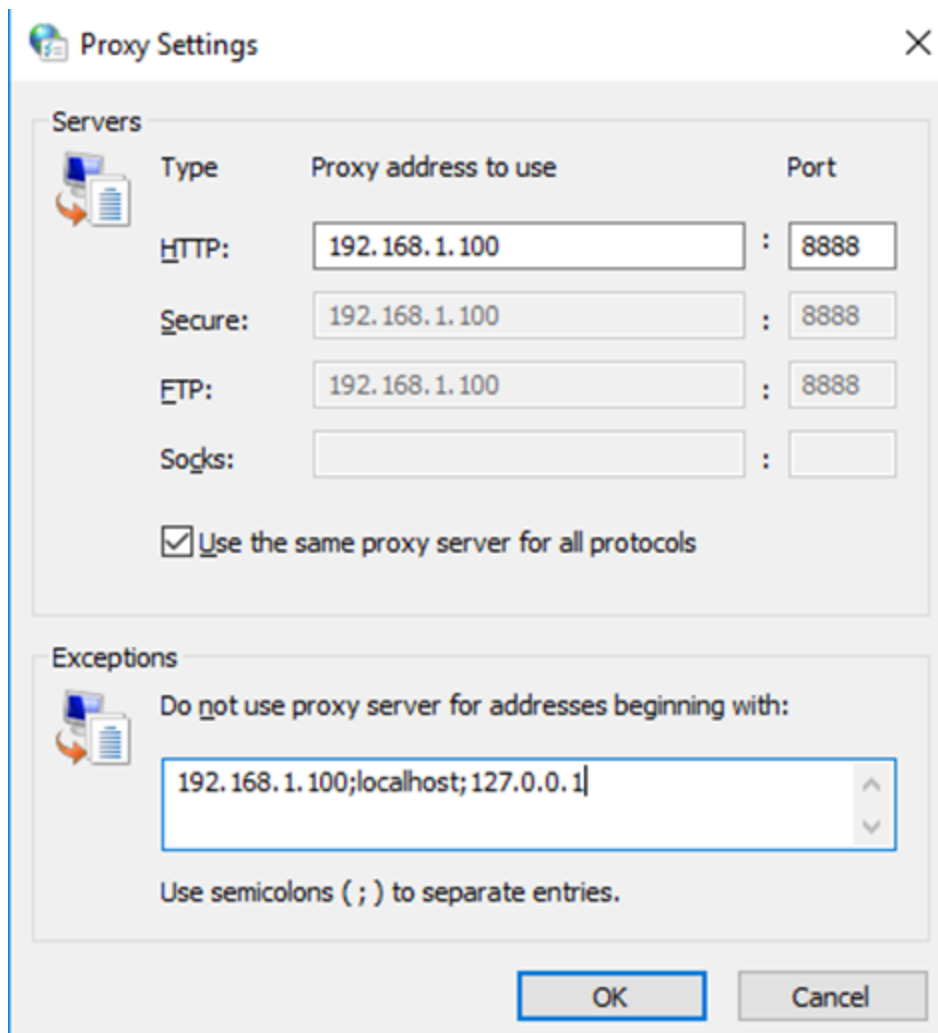 Proxy Settings
Servers
Type Proxy address to use Port
HTTP: 192.168.1.100 : 8888
Secure: 192.168.1.100 : 8888
FTP: 192.168.1.100 : 8888
Socks: :
Use the same proxy server for all protocols
Exceptions
Do not use proxy server for addresses beginning with:
192.168.1.100;localhost;127.0.0.1
Use semicolons ( ; ) to separate entries.
OK Cancel